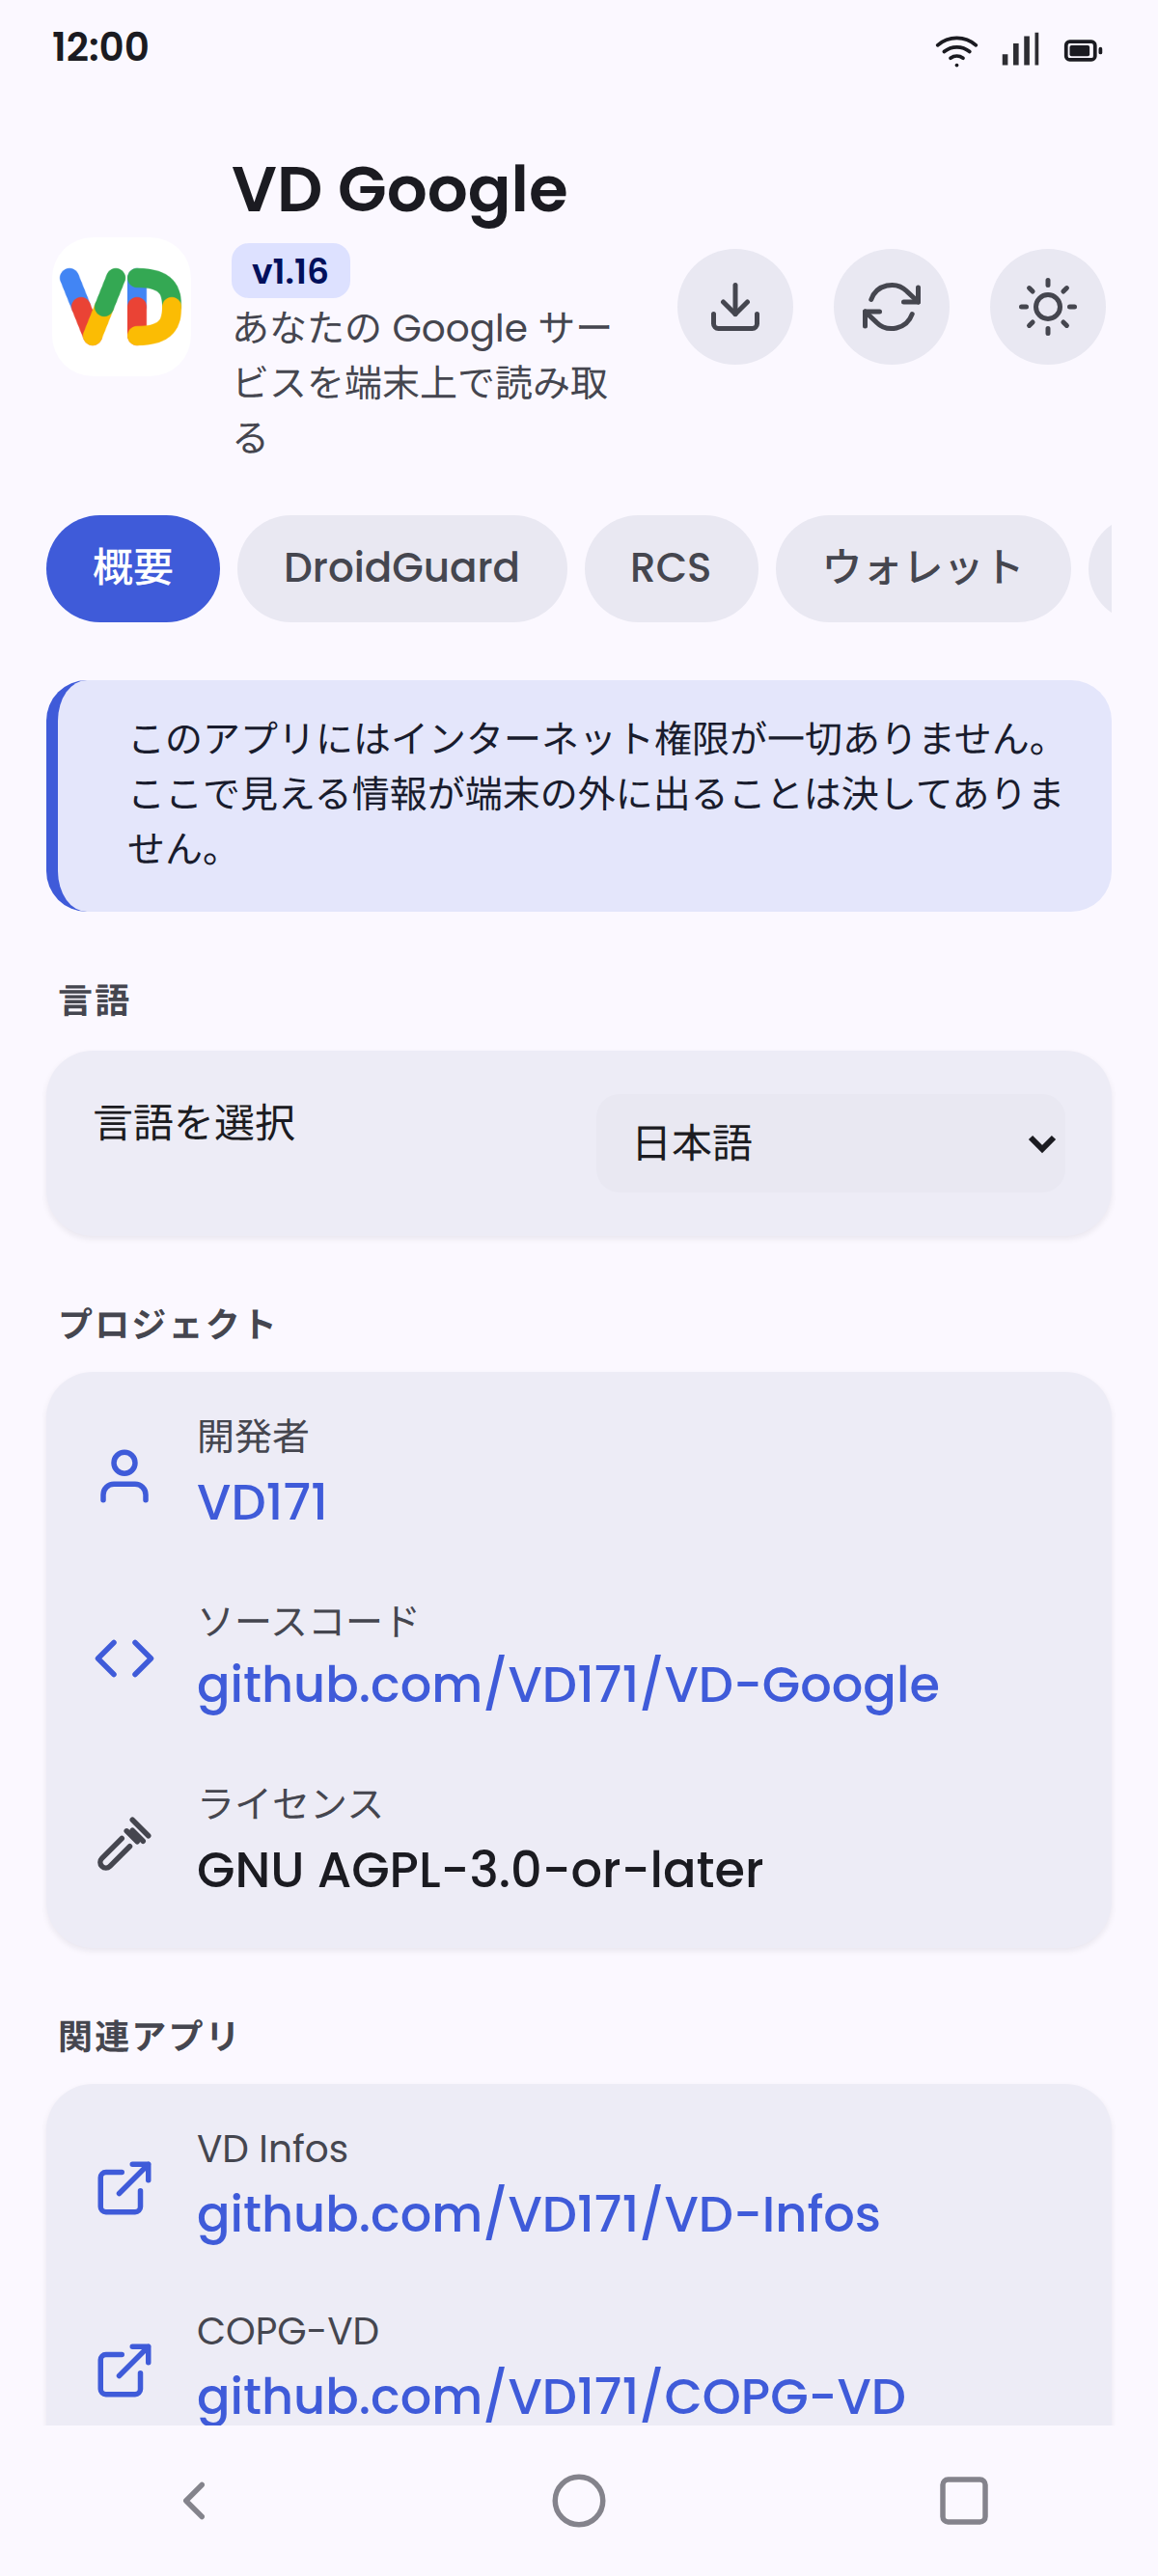 12:00
VD Google
VD
v1.16
あなたの Google サー
ビスを端末上で読み取
る
概要
DroidGuard
RCS
ウォレット
このアプリにはインターネット権限が一切ありません。
ここで見える情報が端末の外に出ることは決してありま
せん。
言語
言語を選択
日本語
プロジェクト
開発者
VD171
ソースコード
github.com/VD171/VD-Google
ライセンス
GNU AGPL-3.0-or-later
関連アプリ
VD Infos
github.com/VD171/VD-Infos
COPG-VD
github.com/VD171/COPG-VD